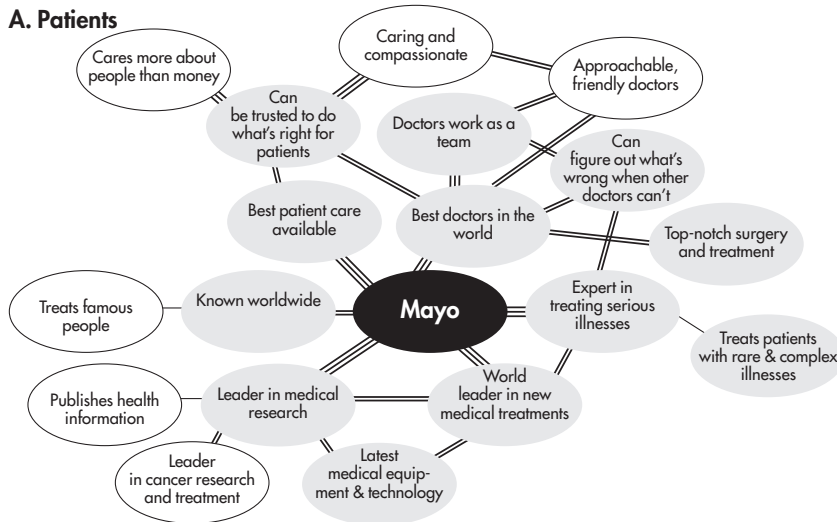 A. Patients
Cares more about
people than money
Caring and
compassionate
Approachable,
friendly doctors
Can
be trusted to do
what's right for
patients
Doctors work as a
team
Can
figure out what's
wrong when other
doctors can't
Best patient care
available
Best doctors in the
world
Top-notch surgery
and treatment
Treats famous
people
Known worldwide
Mayo
Expert in
treating serious
illnesses
Treats patients
with rare & complex
illnesses
Publishes health
information
Leader in medical
research
World
leader in new
medical treatments
Leader
in cancer research
and treatment
Latest
medical equip-
ment & technology